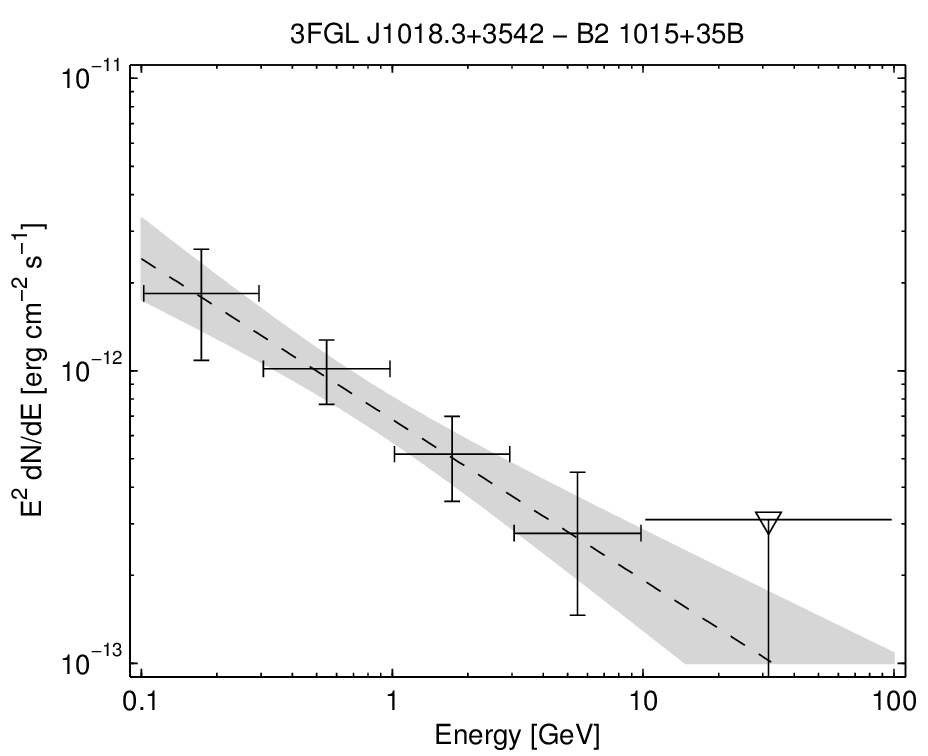 3FGL J1018.3+3542 − B2 1015+35B
10⁻¹¹
10⁻¹²
10⁻¹³
E² dN/dE [erg cm⁻² s⁻¹]
0.1 1 10 100
Energy [GeV]